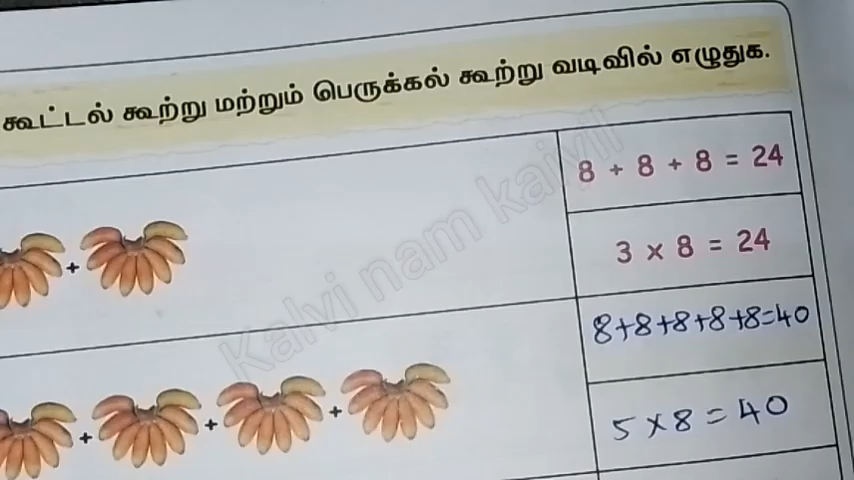 கூட்டல் கூற்று மற்றும் பெருக்கல் கூற்று வடிவில் எழுதுக.
8 + 8 + 8 = 24
+
3 x 8 = 24
8+8+8+8+8=40
+ + +
5 x 8 = 40
Kalvi nam kaiyil